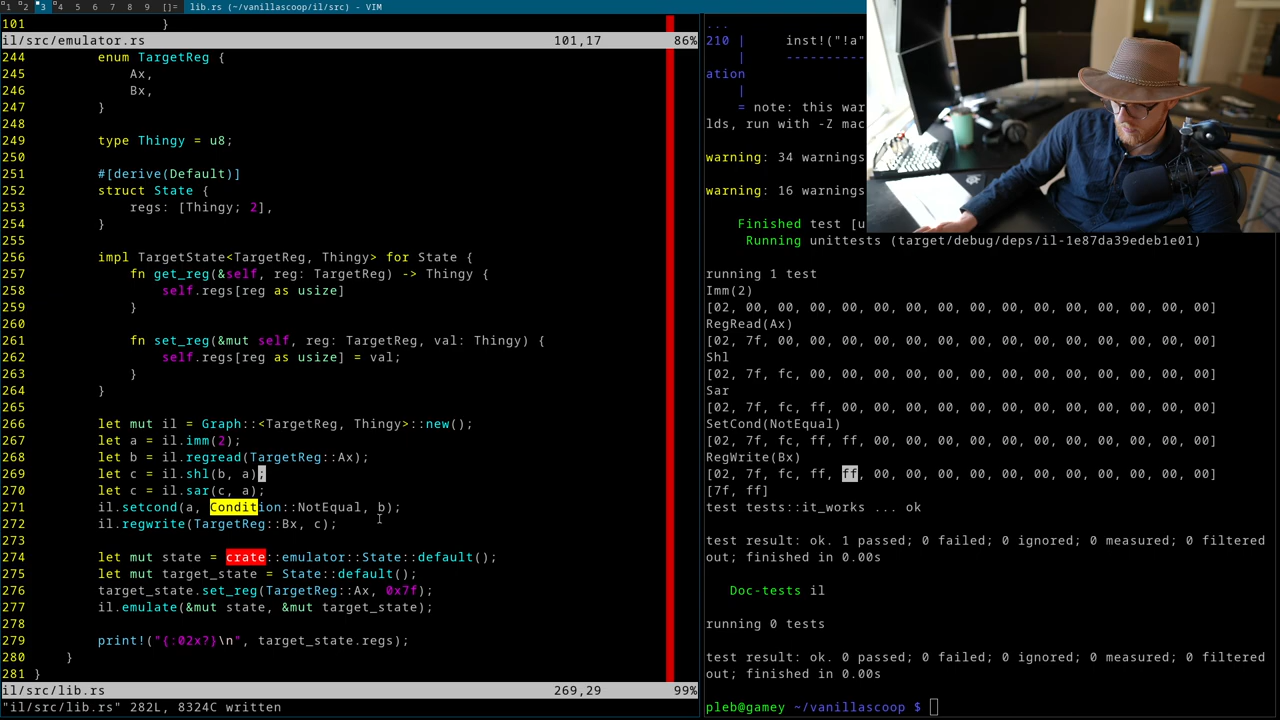 1 2 3 4 5 6 7 8 9 []= lib.rs (~/vanillascoop/il/src) - VIM
101 }
il/src/emulator.rs 101,17 86%
244 enum TargetReg {
245 Ax,
246 Bx,
247 }
248
249 type Thingy = u8;
250
251 #[derive(Default)]
252 struct State {
253 regs: [Thingy; 2],
254 }
255
256 impl TargetState<TargetReg, Thingy> for State {
257 fn get_reg(&self, reg: TargetReg) -> Thingy {
258 self.regs[reg as usize]
259 }
260
261 fn set_reg(&mut self, reg: TargetReg, val: Thingy) {
262 self.regs[reg as usize] = val;
263 }
264 }
265
266 let mut il = Graph::<TargetReg, Thingy>::new();
267 let a = il.imm(2);
268 let b = il.regread(TargetReg::Ax);
269 let c = il.shl(b, a);
270 let c = il.sar(c, a);
271 il.setcond(a, Condition::NotEqual, b);
272 il.regwrite(TargetReg::Bx, c);
273
274 let mut state = crate::emulator::State::default();
275 let mut target_state = State::default();
276 target_state.set_reg(TargetReg::Ax, 0x7f);
277 il.emulate(&mut state, &mut target_state);
278
279 print!("{:02x?}\n", target_state.regs);
280 }
281 }
il/src/lib.rs 269,29 99%
"il/src/lib.rs" 282L, 8324C written
...
210 | inst!("!a"
| ----------
ation
|
= note: this war
lds, run with -Z mac
warning: 34 warnings
warning: 16 warnings
Finished test [u
Running unittests (target/debug/deps/il-1e87da39edeb1e01)
running 1 test
Imm(2)
[02, 00, 00, 00, 00, 00, 00, 00, 00, 00, 00, 00, 00, 00, 00, 00]
RegRead(Ax)
[02, 7f, 00, 00, 00, 00, 00, 00, 00, 00, 00, 00, 00, 00, 00, 00]
Shl
[02, 7f, fc, 00, 00, 00, 00, 00, 00, 00, 00, 00, 00, 00, 00, 00]
Sar
[02, 7f, fc, ff, 00, 00, 00, 00, 00, 00, 00, 00, 00, 00, 00, 00]
SetCond(NotEqual)
[02, 7f, fc, ff, ff, 00, 00, 00, 00, 00, 00, 00, 00, 00, 00, 00]
RegWrite(Bx)
[02, 7f, fc, ff, ff, 00, 00, 00, 00, 00, 00, 00, 00, 00, 00, 00]
[7f, ff]
test tests::it_works ... ok
test result: ok. 1 passed; 0 failed; 0 ignored; 0 measured; 0 filtered
out; finished in 0.00s
Doc-tests il
running 0 tests
test result: ok. 0 passed; 0 failed; 0 ignored; 0 measured; 0 filtered
out; finished in 0.00s
pleb@gamey ~/vanillascoop $